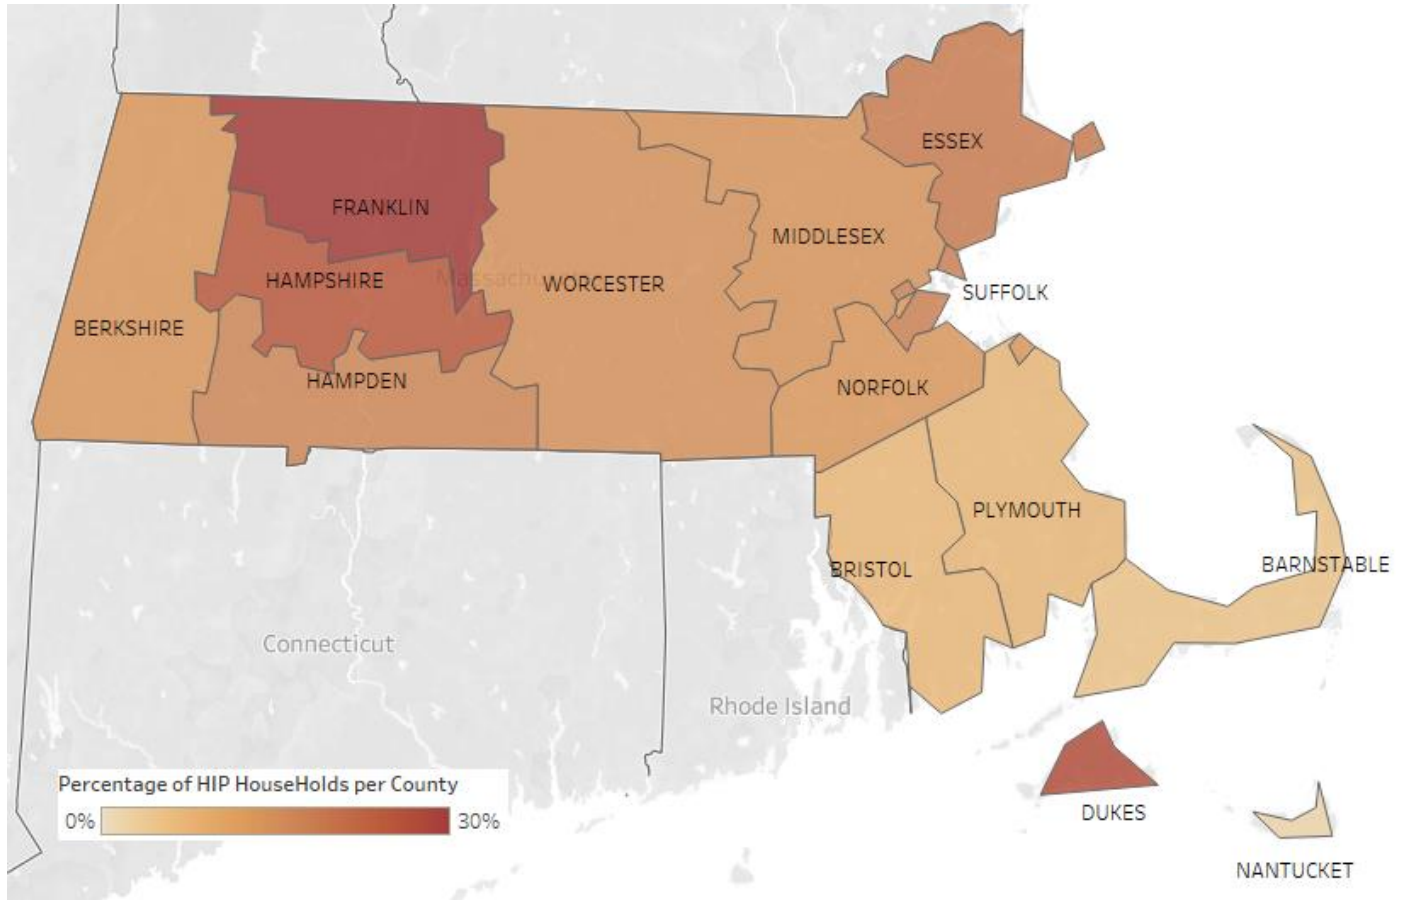 ESSEX
FRANKLIN
MIDDLESEX
HAMPSHIRE
Massachusetts
WORCESTER
SUFFOLK
BERKSHIRE
HAMPDEN
NORFOLK
PLYMOUTH
BRISTOL
BARNSTABLE
Connecticut
Rhode Island
Percentage of HIP HouseHolds per County
0% 30%
DUKES
NANTUCKET